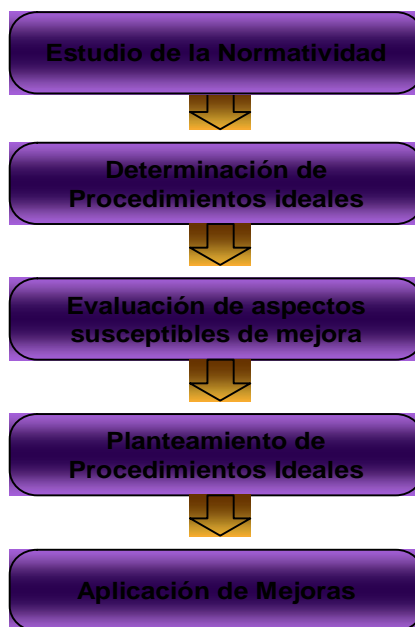 Estudio de la Normatividad
Determinación de
Procedimientos ideales
Evaluación de aspectos
susceptibles de mejora
Planteamiento de
Procedimientos Ideales
Aplicación de Mejoras